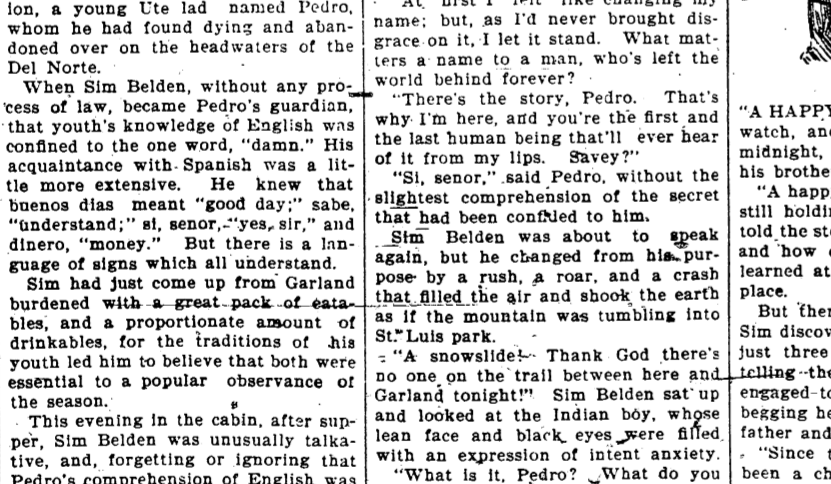 ion, a young Ute lad named Pedro,
whom he had found dying and aban-
doned over on the headwaters of the
Del Norte.
When Sim Belden, without any pro-
cess of law, became Pedro's guardian,
that youth's knowledge of English was
confined to the one word, "damn." His
acquaintance with Spanish was a lit-
tle more extensive. He knew that
buenos dias meant "good day;" sabe,
"understand;" si, senor, "yes, sir," and
dinero, "money." But there is a lan-
guage of signs which all understand.
Sim had just come up from Garland
burdened with a great pack of eata-
bles, and a proportionate amount of
drinkables, for the traditions of his
youth led him to believe that both were
essential to a popular observance of
the season.
This evening in the cabin, after sup-
per, Sim Belden was unusually talka-
tive, and, forgetting or ignoring that
Pedro's comprehension of English was
At first I felt like changing my
name; but, as I'd never brought dis-
grace on it, I let it stand. What mat-
ters a name to a man, who's left the
world behind forever?
"There's the story, Pedro. That's
why I'm here, and you're the first and
the last human being that'll ever hear
of it from my lips. Savey?"
"Si, senor," said Pedro, without the
slightest comprehension of the secret
that had been confided to him.
Sim Belden was about to speak
again, but he changed from his pur-
pose by a rush, a roar, and a crash
that filled the air and shook the earth
as if the mountain was tumbling into
St. Luis park.
"A snowslide! Thank God there's
no one on the trail between here and
Garland tonight!" Sim Belden sat up
and looked at the Indian boy, whose
lean face and black eyes were filled
with an expression of intent anxiety.
"What is it, Pedro? What do you
"A HAPPY
watch, and
midnight,
his brothe
"A happ
still holdi
told the sto
and how
learned at
place.
But ther
Sim discov
just three
telling the
engaged to
begging he
father and
"Since t
been a ch